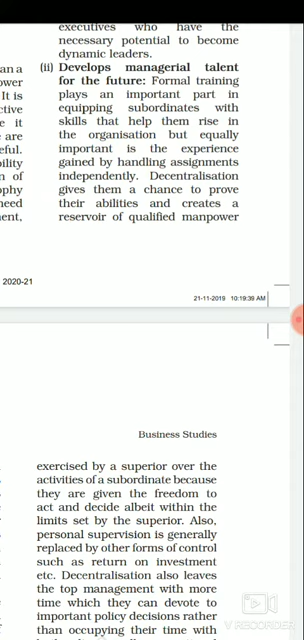 executives who have the
necessary potential to become
dynamic leaders.
an a
ower
It is
ctive
e it
are
eful.
bility
n of
ophy
need
ment,
(ii) Develops managerial talent
for the future: Formal training
plays an important part in
equipping subordinates with
skills that help them rise in
the organisation but equally
important is the experience
gained by handling assignments
independently. Decentralisation
gives them a chance to prove
their abilities and creates a
reservoir of qualified manpower
2020-21
21-11-2019 10:19:39 AM
Business Studies
exercised by a superior over the
activities of a subordinate because
they are given the freedom to
act and decide albeit within the
limits set by the superior. Also,
personal supervision is generally
replaced by other forms of control
such as return on investment
etc. Decentralisation also leaves
the top management with more
time which they can devote to
important policy decisions rather
than occupying their time with
V RECORDER